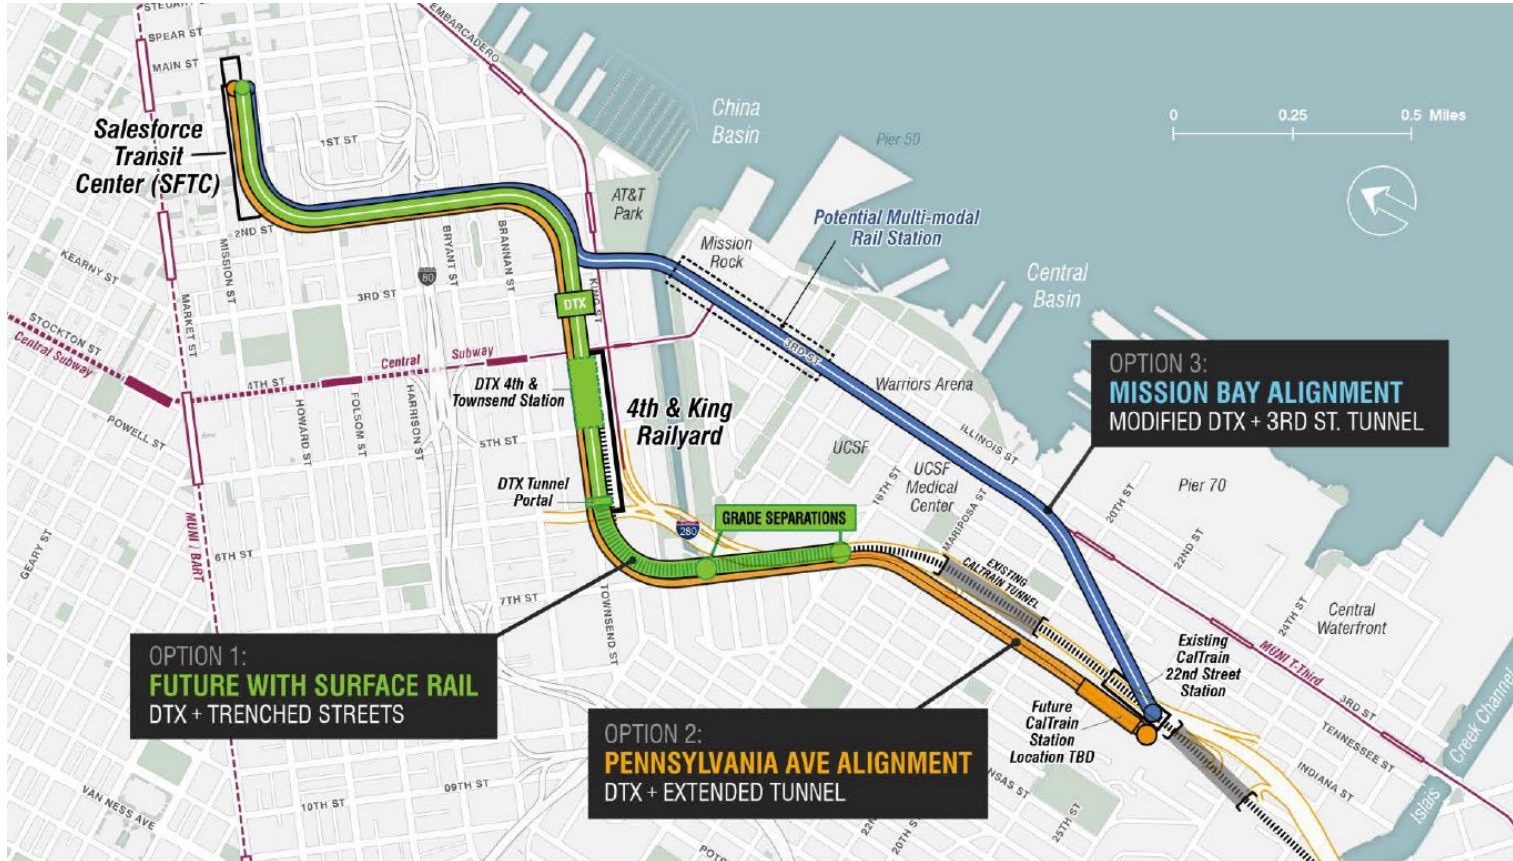 STEUART ST
SPEAR ST
MAIN ST
EMBARCADERO
Salesforce
Transit
Center (SFTC)
1ST ST
2ND ST
KEARNY ST
STOCKTON ST
Central Subway
POWELL ST
MISSION ST
MARKET ST
BRYANT ST
BRANNAN ST
80
3RD ST
DTX
KING ST
Central
Subway
4TH ST
HOWARD ST
FOLSOM ST
HARRISON ST
5TH ST
DTX 4th &
Townsend Station
4th & King
Railyard
DTX Tunnel
Portal
6TH ST
7TH ST
TOWNSEND ST
GEARY ST
MUNI / BART
VAN NESS AVE
10TH ST
09TH ST
AT&T
Park
China
Basin
Pier 50
0
0.25
0.5 Miles
Mission
Rock
Potential Multi-modal
Rail Station
Central
Basin
3RD ST
Warriors Arena
ILLINOIS ST
UCSF
UCSF
Medical
Center
16TH ST
MARIPOSA ST
20TH ST
Pier 70
22ND ST
24TH ST
Central
Waterfront
280
GRADE SEPARATIONS
EXISTING
CALTRAIN TUNNEL
Existing
CalTrain
22nd Street
Station
MUNI T-Third
3RD ST
TENNESSEE ST
INDIANA ST
Islais
Creek Channel
Future
CalTrain
Station
Location TBD
20TH ST
25TH ST
OPTION 1:
FUTURE WITH SURFACE RAIL
DTX + TRENCHED STREETS
OPTION 2:
PENNSYLVANIA AVE ALIGNMENT
DTX + EXTENDED TUNNEL
OPTION 3:
MISSION BAY ALIGNMENT
MODIFIED DTX + 3RD ST. TUNNEL